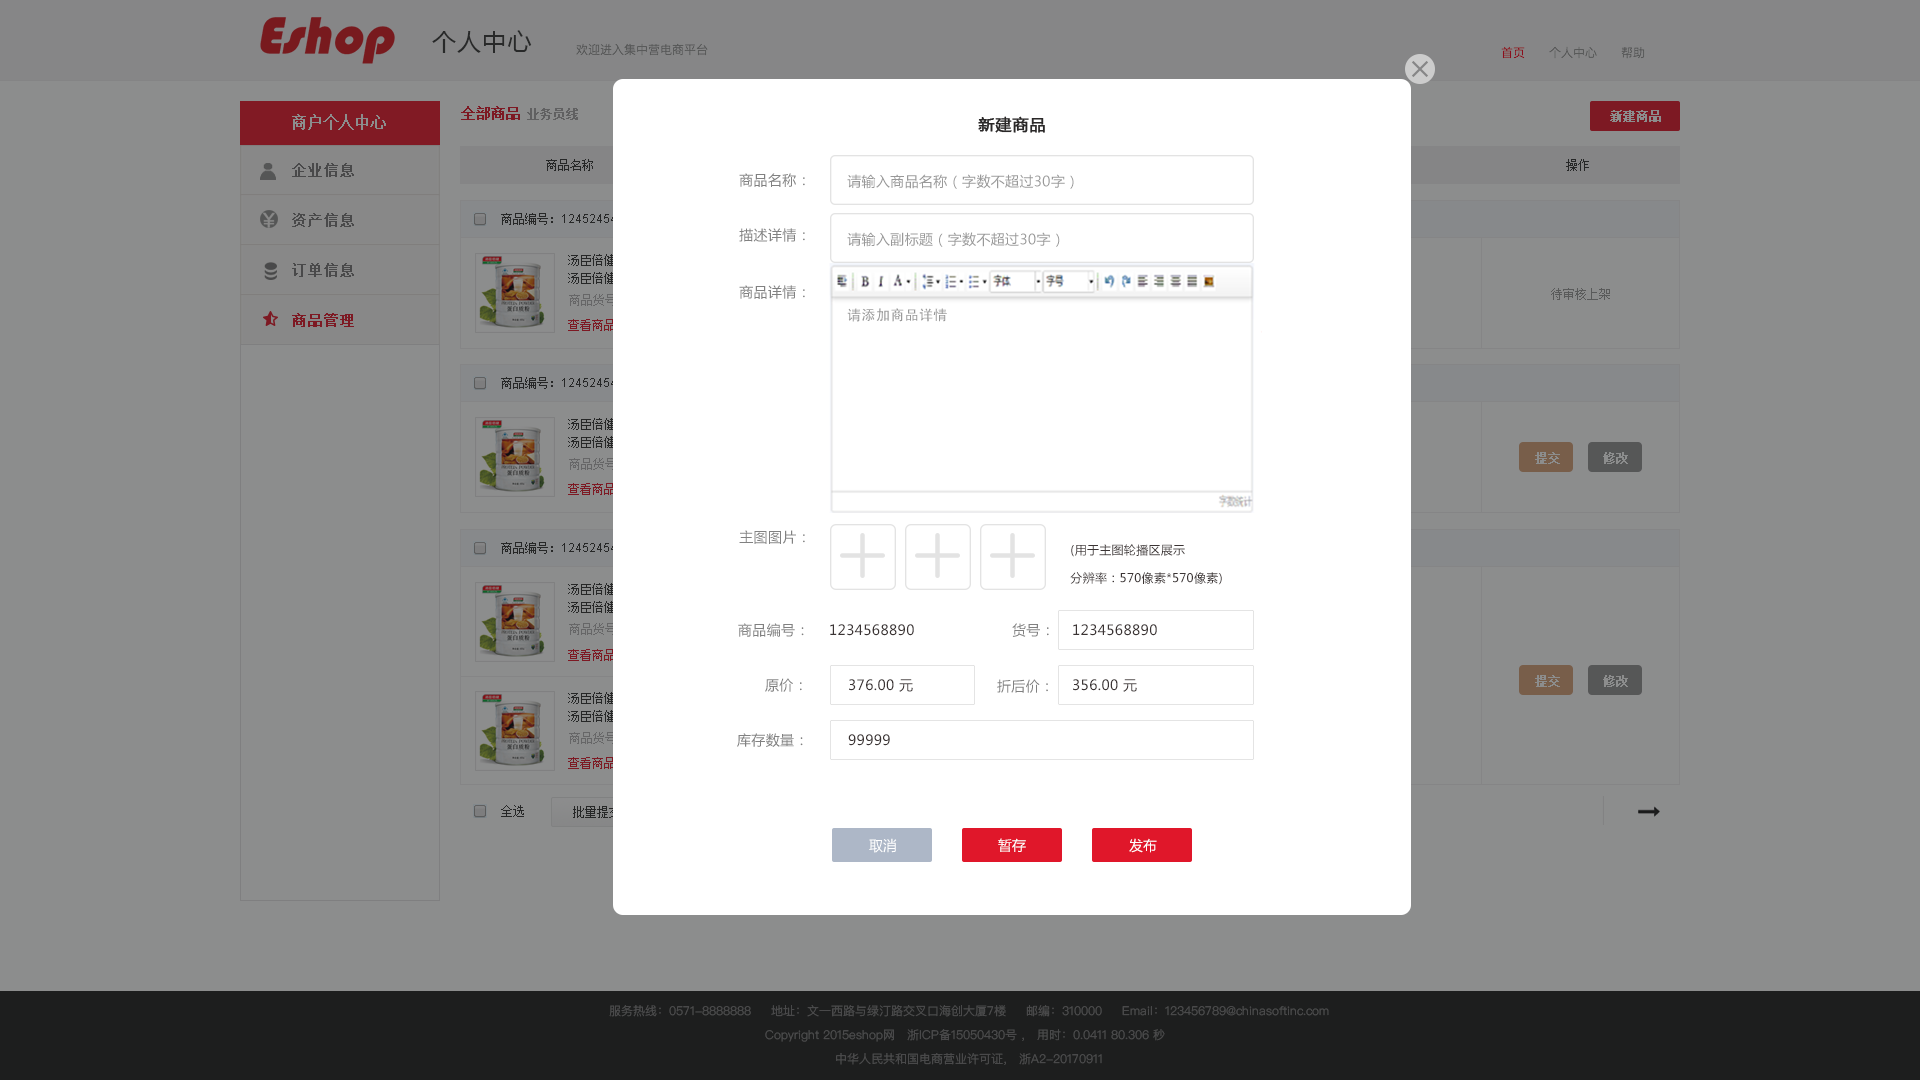 Eshop
个人中心
欢迎进入集中营电商平台
首页
个人中心
帮助
商户个人中心
企业信息
资产信息
订单信息
商品管理
全部商品 业务员线
新建商品
商品名称
操作
商品编号：12452454
汤臣倍健
汤臣倍健
商品货号
查看商品
待审核上架
商品编号：12452454
汤臣倍健
汤臣倍健
商品货号
查看商品
提交
修改
商品编号：12452454
汤臣倍健
汤臣倍健
商品货号
查看商品
提交
修改
汤臣倍健
汤臣倍健
商品货号
查看商品
全选
批量提交
新建商品
商品名称：
请输入商品名称（字数不超过30字）
描述详情：
请输入副标题（字数不超过30字）
商品详情：
B I A 字体 字号
请添加商品详情
字数统计
主图图片：
(用于主图轮播区展示
分辨率：570像素*570像素)
商品编号：
1234568890
货号：
1234568890
原价：
376.00 元
折后价：
356.00 元
库存数量：
99999
取消
暂存
发布
服务热线：0571-8888888 地址：文一西路与绿汀路交叉口海创大厦7楼 邮编：310000 Email：123456789@chinasoftinc.com
Copyright 2015eshop网 浙ICP备15050430号， 用时：0.0411 80.306 秒
中华人民共和国电商营业许可证， 浙A2-20170911